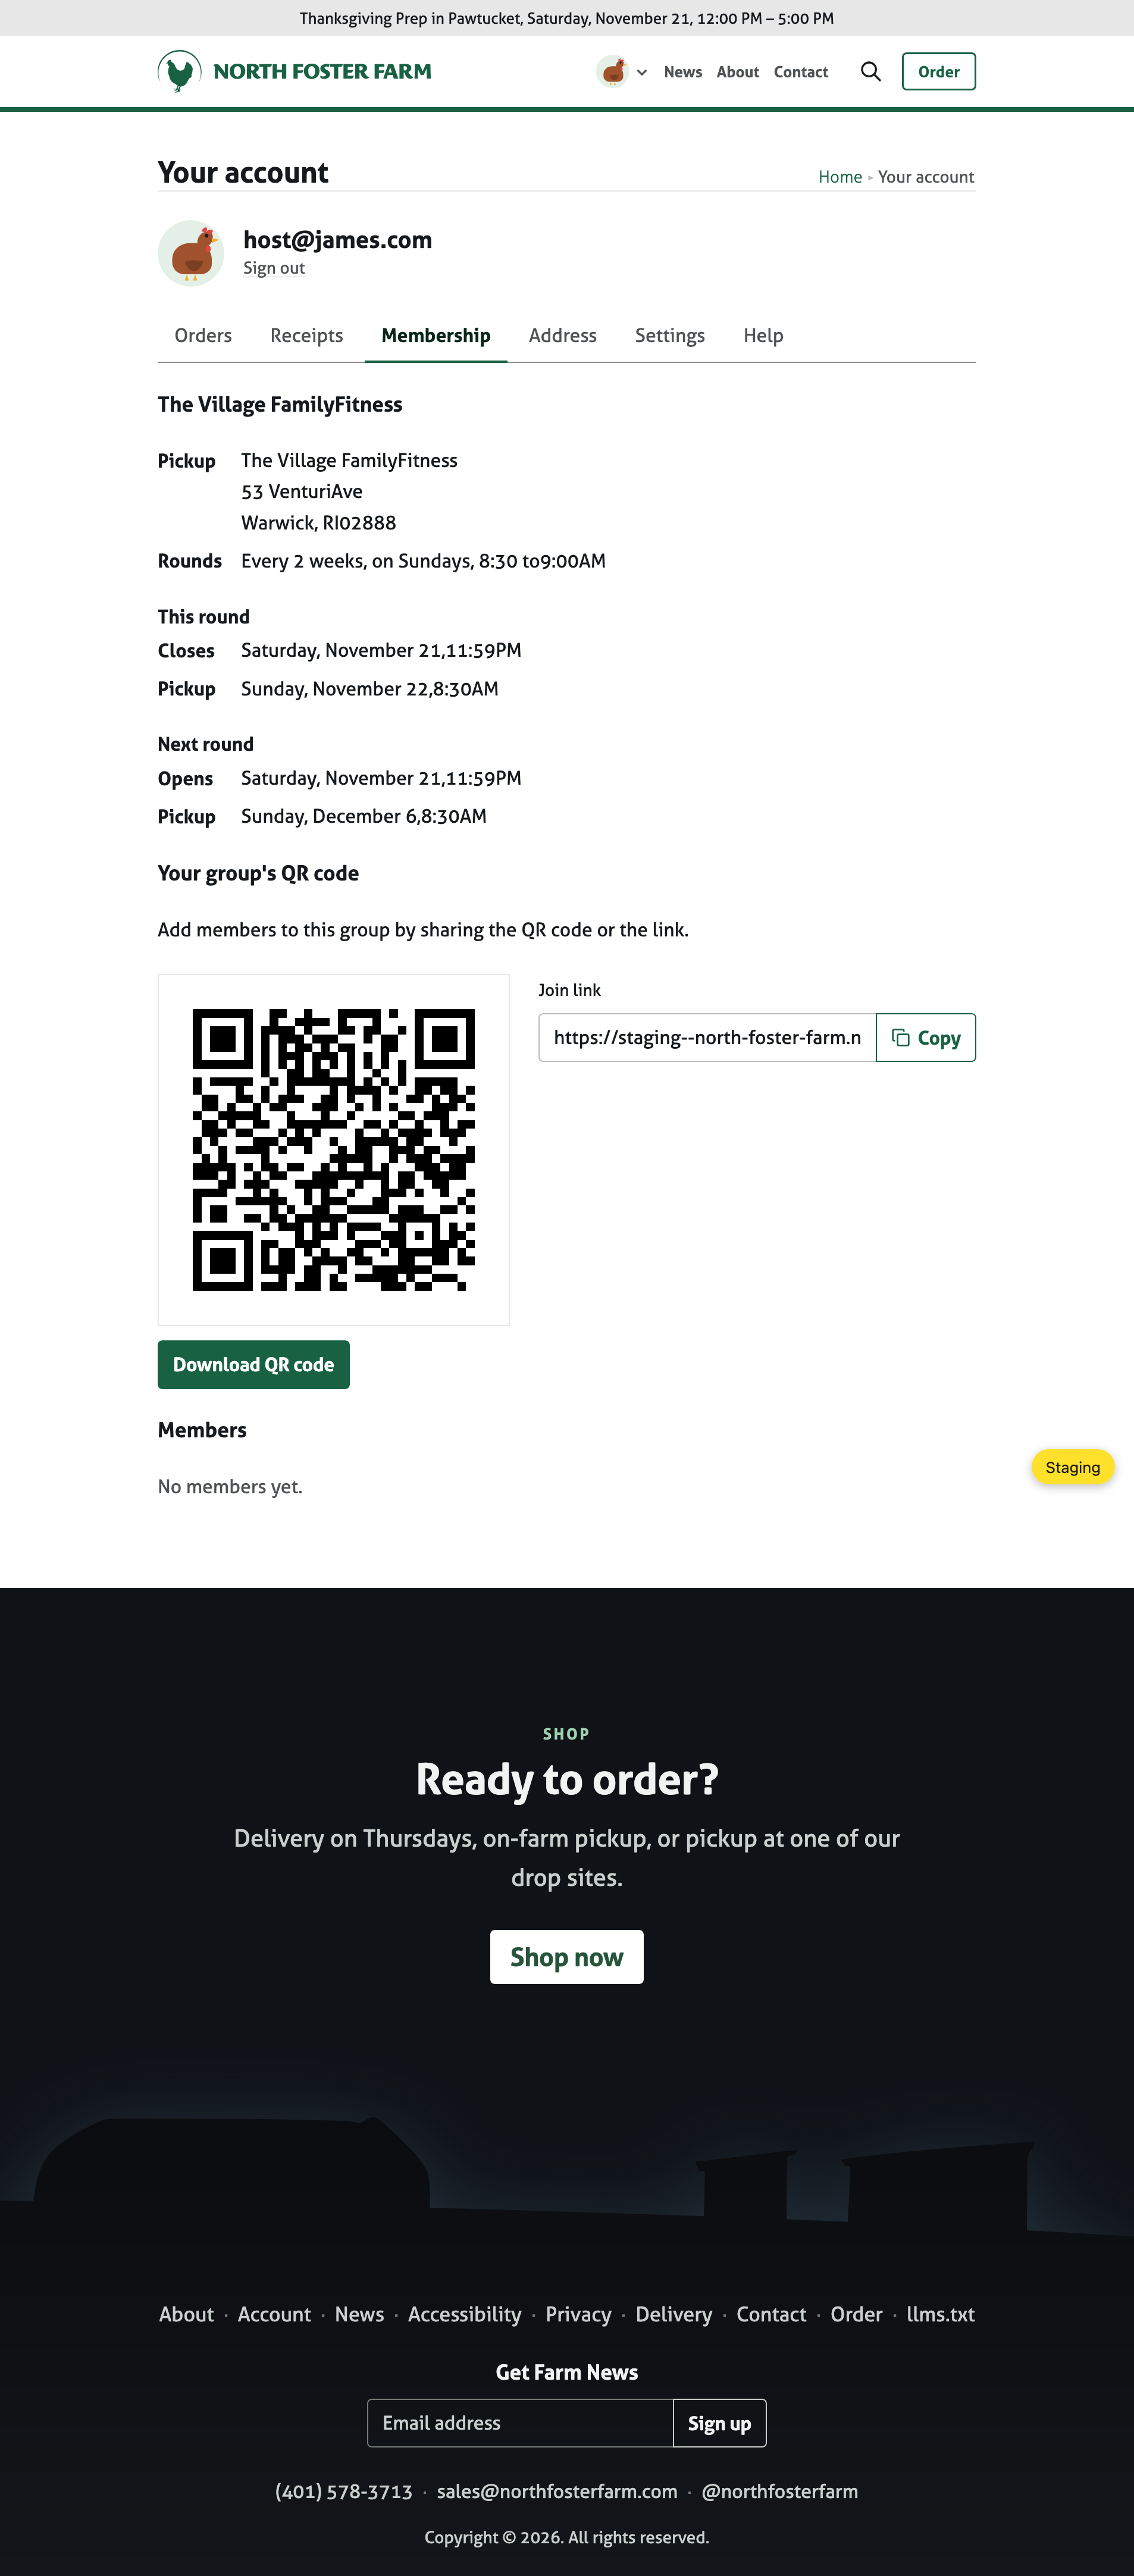 Thanksgiving Prep in Pawtucket, Saturday, November 21, 12:00 PM – 5:00 PM
NORTH FOSTER FARM
News About Contact Order
Your account
Home ▸ Your account
host@james.com
Sign out
Orders Receipts Membership Address Settings Help
The Village FamilyFitness
Pickup The Village FamilyFitness
53 VenturiAve
Warwick, RI02888
Rounds Every 2 weeks, on Sundays, 8:30 to9:00AM
This round
Closes Saturday, November 21,11:59PM
Pickup Sunday, November 22,8:30AM
Next round
Opens Saturday, November 21,11:59PM
Pickup Sunday, December 6,8:30AM
Your group's QR code
Add members to this group by sharing the QR code or the link.
Join link
https://staging--north-foster-farm.n Copy
Download QR code
Members
Staging
No members yet.
SHOP
Ready to order?
Delivery on Thursdays, on-farm pickup, or pickup at one of our
drop sites.
Shop now
About · Account · News · Accessibility · Privacy · Delivery · Contact · Order · llms.txt
Get Farm News
Email address Sign up
(401) 578-3713 · sales@northfosterfarm.com · @northfosterfarm
Copyright © 2026. All rights reserved.